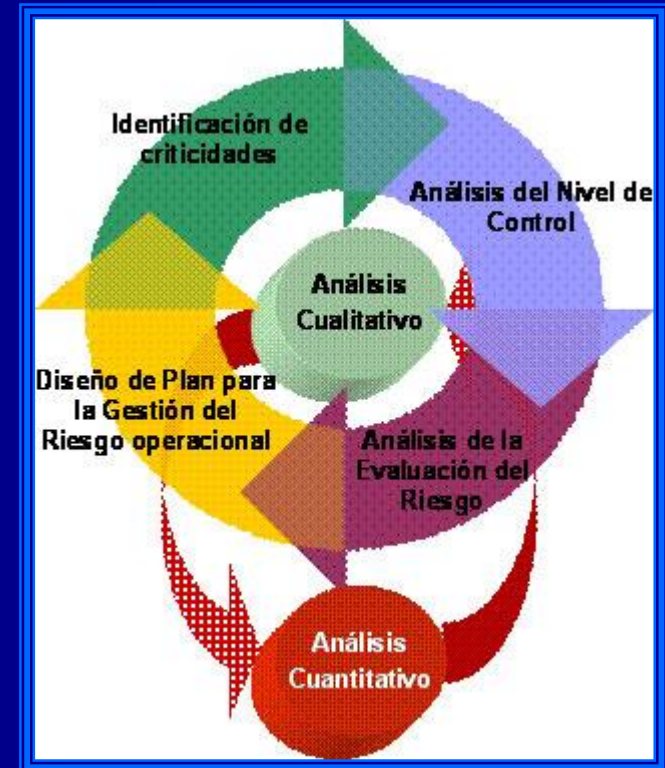 Identificación de
criticidades
Análisis del Nivel de
Control
Análisis
Cualitativo
Diseño de Plan para
la Gestión del
Riesgo operacional
Análisis de la
Evaluación del
Riesgo
Análisis
Cuantitativo